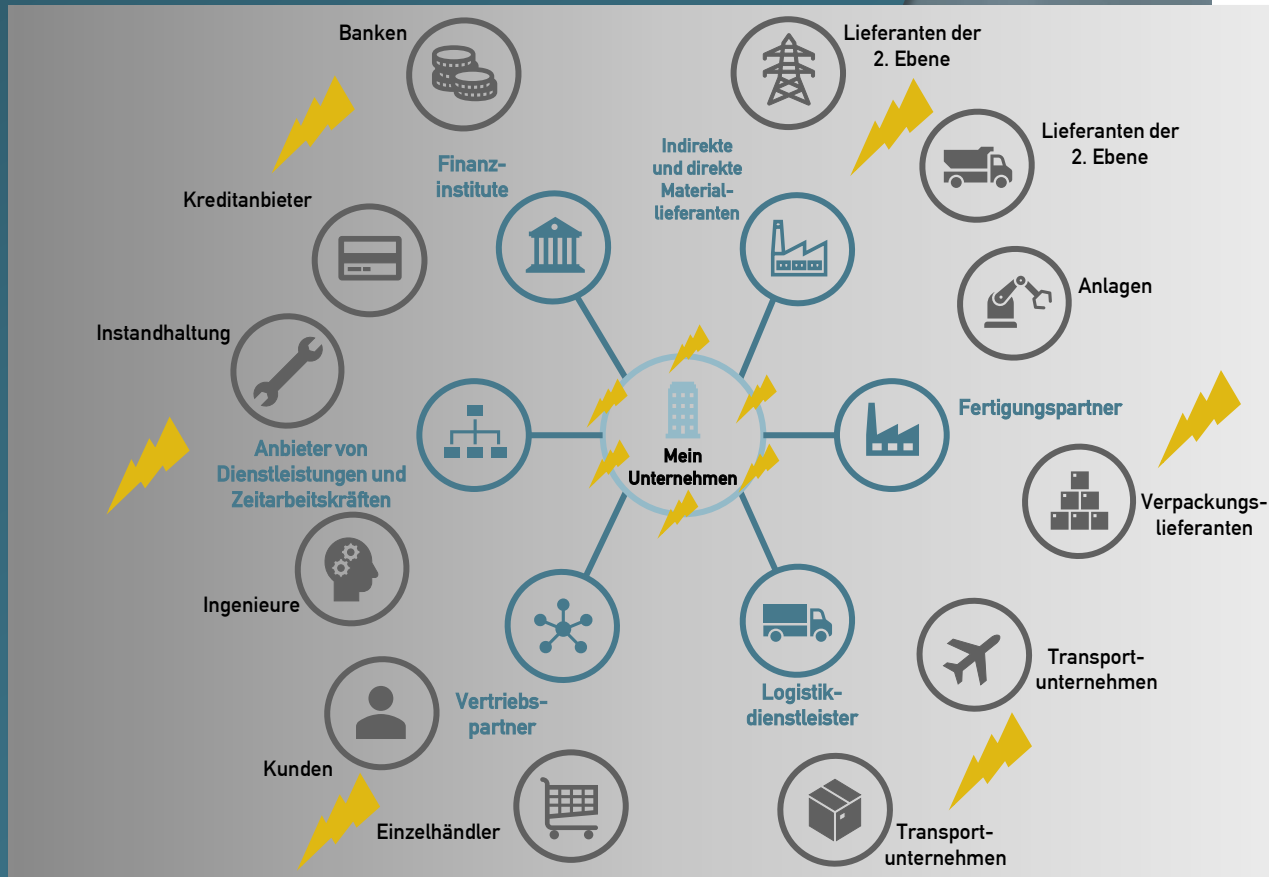 Banken
Lieferanten der
2. Ebene
Lieferanten der
2. Ebene
Finanz-
institute
Indirekte
und direkte
Material-
lieferanten
Kreditanbieter
Anlagen
Instandhaltung
Fertigungspartner
Anbieter von
Dienstleistungen und
Zeitarbeitskräften
Mein
Unternehmen
Verpackungs-
lieferanten
Ingenieure
Transport-
unternehmen
Vertriebs-
partner
Logistik-
dienstleister
Kunden
Einzelhändler
Transport-
unternehmen